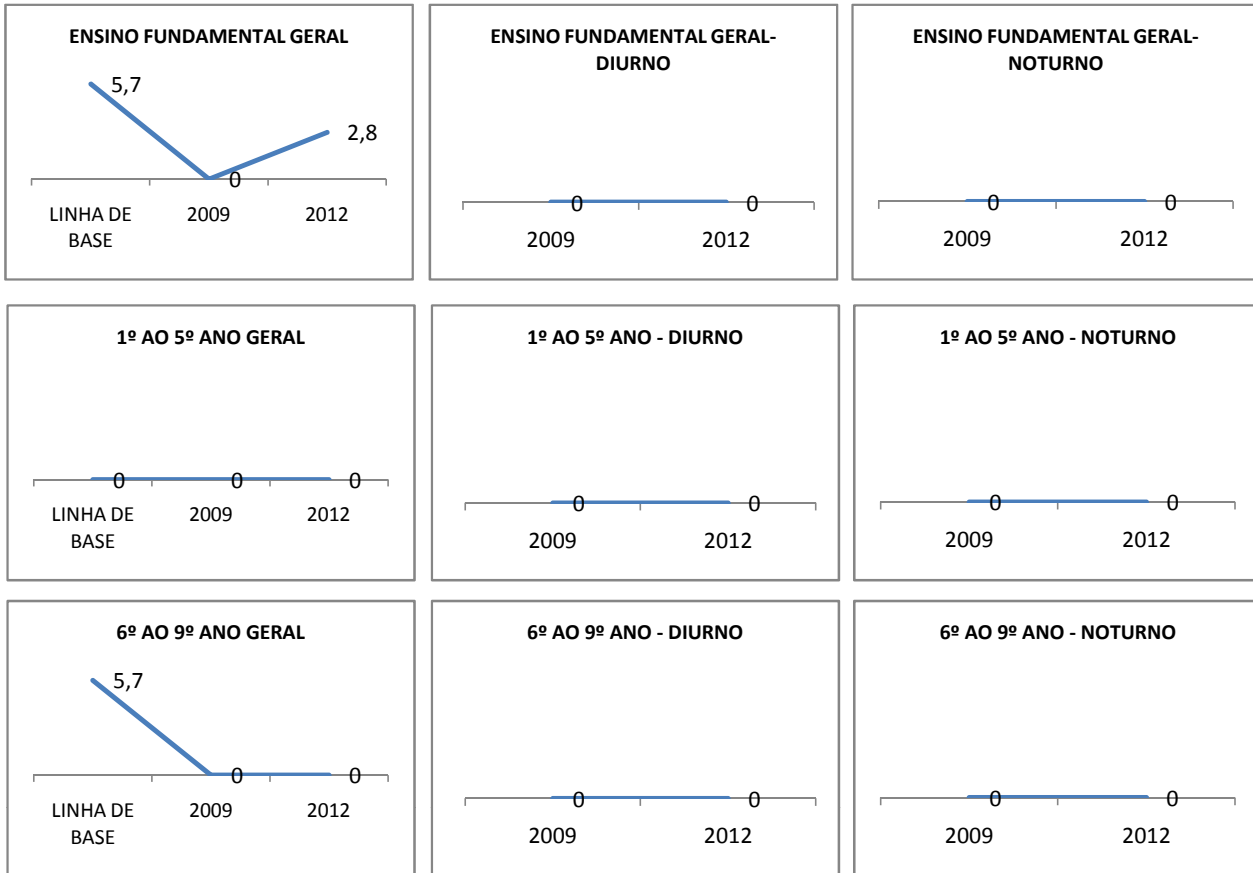 ENSINO FUNDAMENTAL GERAL
5,7
2,8
0
LINHA DE
BASE
2009
2012
ENSINO FUNDAMENTAL GERAL-
DIURNO
0
0
2009
2012
ENSINO FUNDAMENTAL GERAL-
NOTURNO
0
0
2009
2012
1º AO 5º ANO GERAL
0
0
0
LINHA DE
BASE
2009
2012
1º AO 5º ANO - DIURNO
0
0
2009
2012
1º AO 5º ANO - NOTURNO
0
0
2009
2012
6º AO 9º ANO GERAL
5,7
0
0
LINHA DE
BASE
2009
2012
6º AO 9º ANO - DIURNO
0
0
2009
2012
6º AO 9º ANO - NOTURNO
0
0
2009
2012